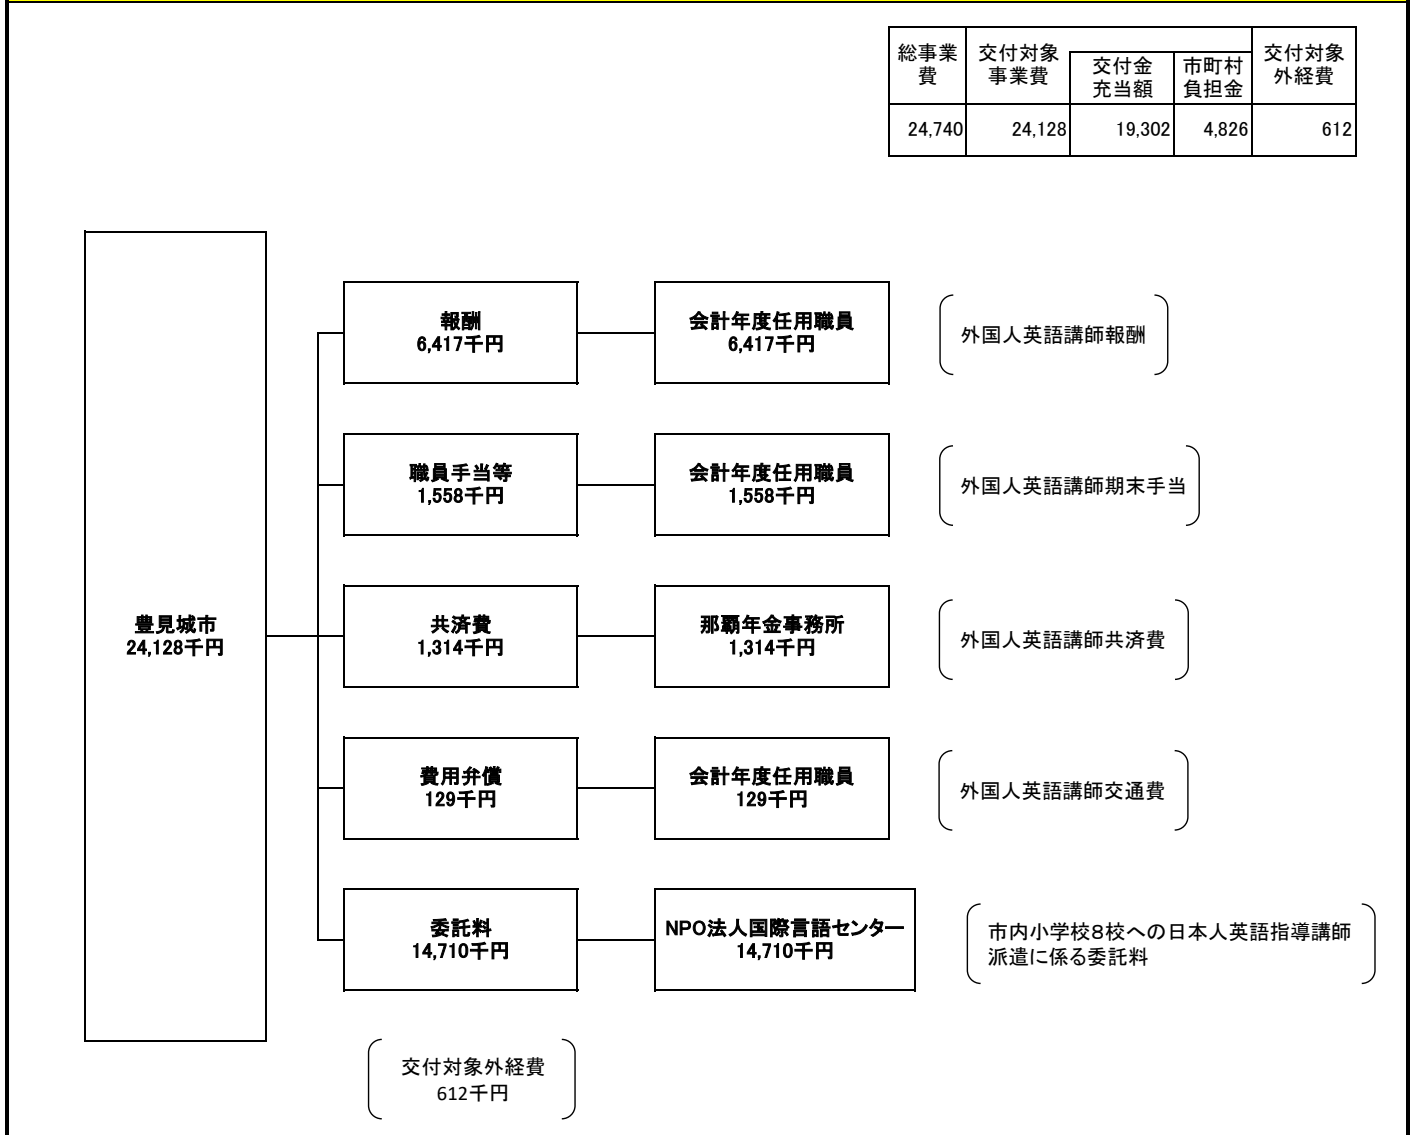 総事業
費
交付対象
事業費
交付金
充当額
市町村
負担金
交付対象
外経費
24,740
24,128
19,302
4,826
612
豊見城市
24,128千円
報酬
6,417千円
会計年度任用職員
6,417千円
外国人英語講師報酬
職員手当等
1,558千円
会計年度任用職員
1,558千円
外国人英語講師期末手当
共済費
1,314千円
那覇年金事務所
1,314千円
外国人英語講師共済費
費用弁償
129千円
会計年度任用職員
129千円
外国人英語講師交通費
委託料
14,710千円
NPO法人国際言語センター
14,710千円
市内小学校8校への日本人英語指導講師
派遣に係る委託料
交付対象外経費
612千円